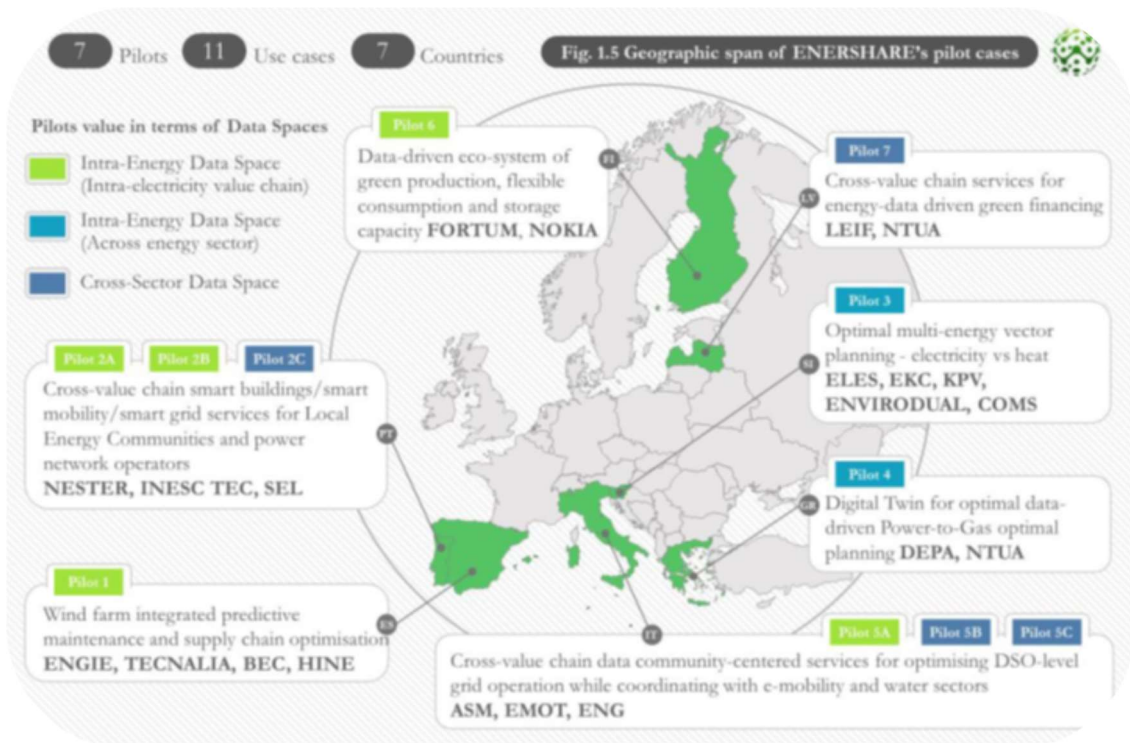 7 Pilots 11 Use cases 7 Countries
Fig. 1.5 Geographic span of ENERSHARE's pilot cases
Pilots value in terms of Data Spaces
Intra-Energy Data Space
(Intra-electricity value chain)
Intra-Energy Data Space
(Across energy sector)
Cross-Sector Data Space
Pilot 6
Data-driven eco-system of
green production, flexible
consumption and storage
capacity FORTUM, NOKIA
FI
Pilot 7
Cross-value chain services for
energy-data driven green financing
LEIF, NTUA
LV
Pilot 3
Optimal multi-energy vector
planning - electricity vs heat
ELES, EKC, KPV,
ENVIRODUAL, COMS
SI
Pilot 2A Pilot 2B Pilot 2C
Cross-value chain smart buildings/smart
mobility/smart grid services for Local
Energy Communities and power
network operators
NESTER, INESC TEC, SEL
PT
Pilot 4
Digital Twin for optimal data-
driven Power-to-Gas optimal
planning DEPA, NTUA
GR
Pilot 1
Wind farm integrated predictive
maintenance and supply chain optimisation
ENGIE, TECNALIA, BEC, HINE
ES
IT
Pilot 5A Pilot 5B Pilot 5C
Cross-value chain data community-centered services for optimising DSO-level
grid operation while coordinating with e-mobility and water sectors
ASM, EMOT, ENG